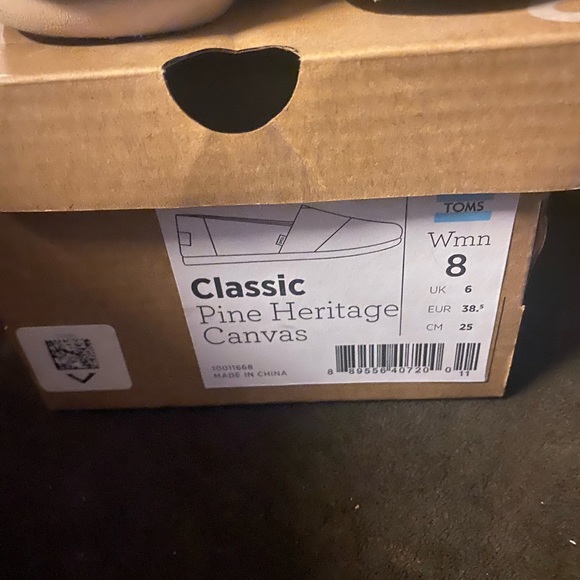 TOMS
Wmn
8
UK 6
EUR 38.⁵
CM 25
Classic
Pine Heritage
Canvas
10011668
MADE IN CHINA
8 89556 40720 0 11